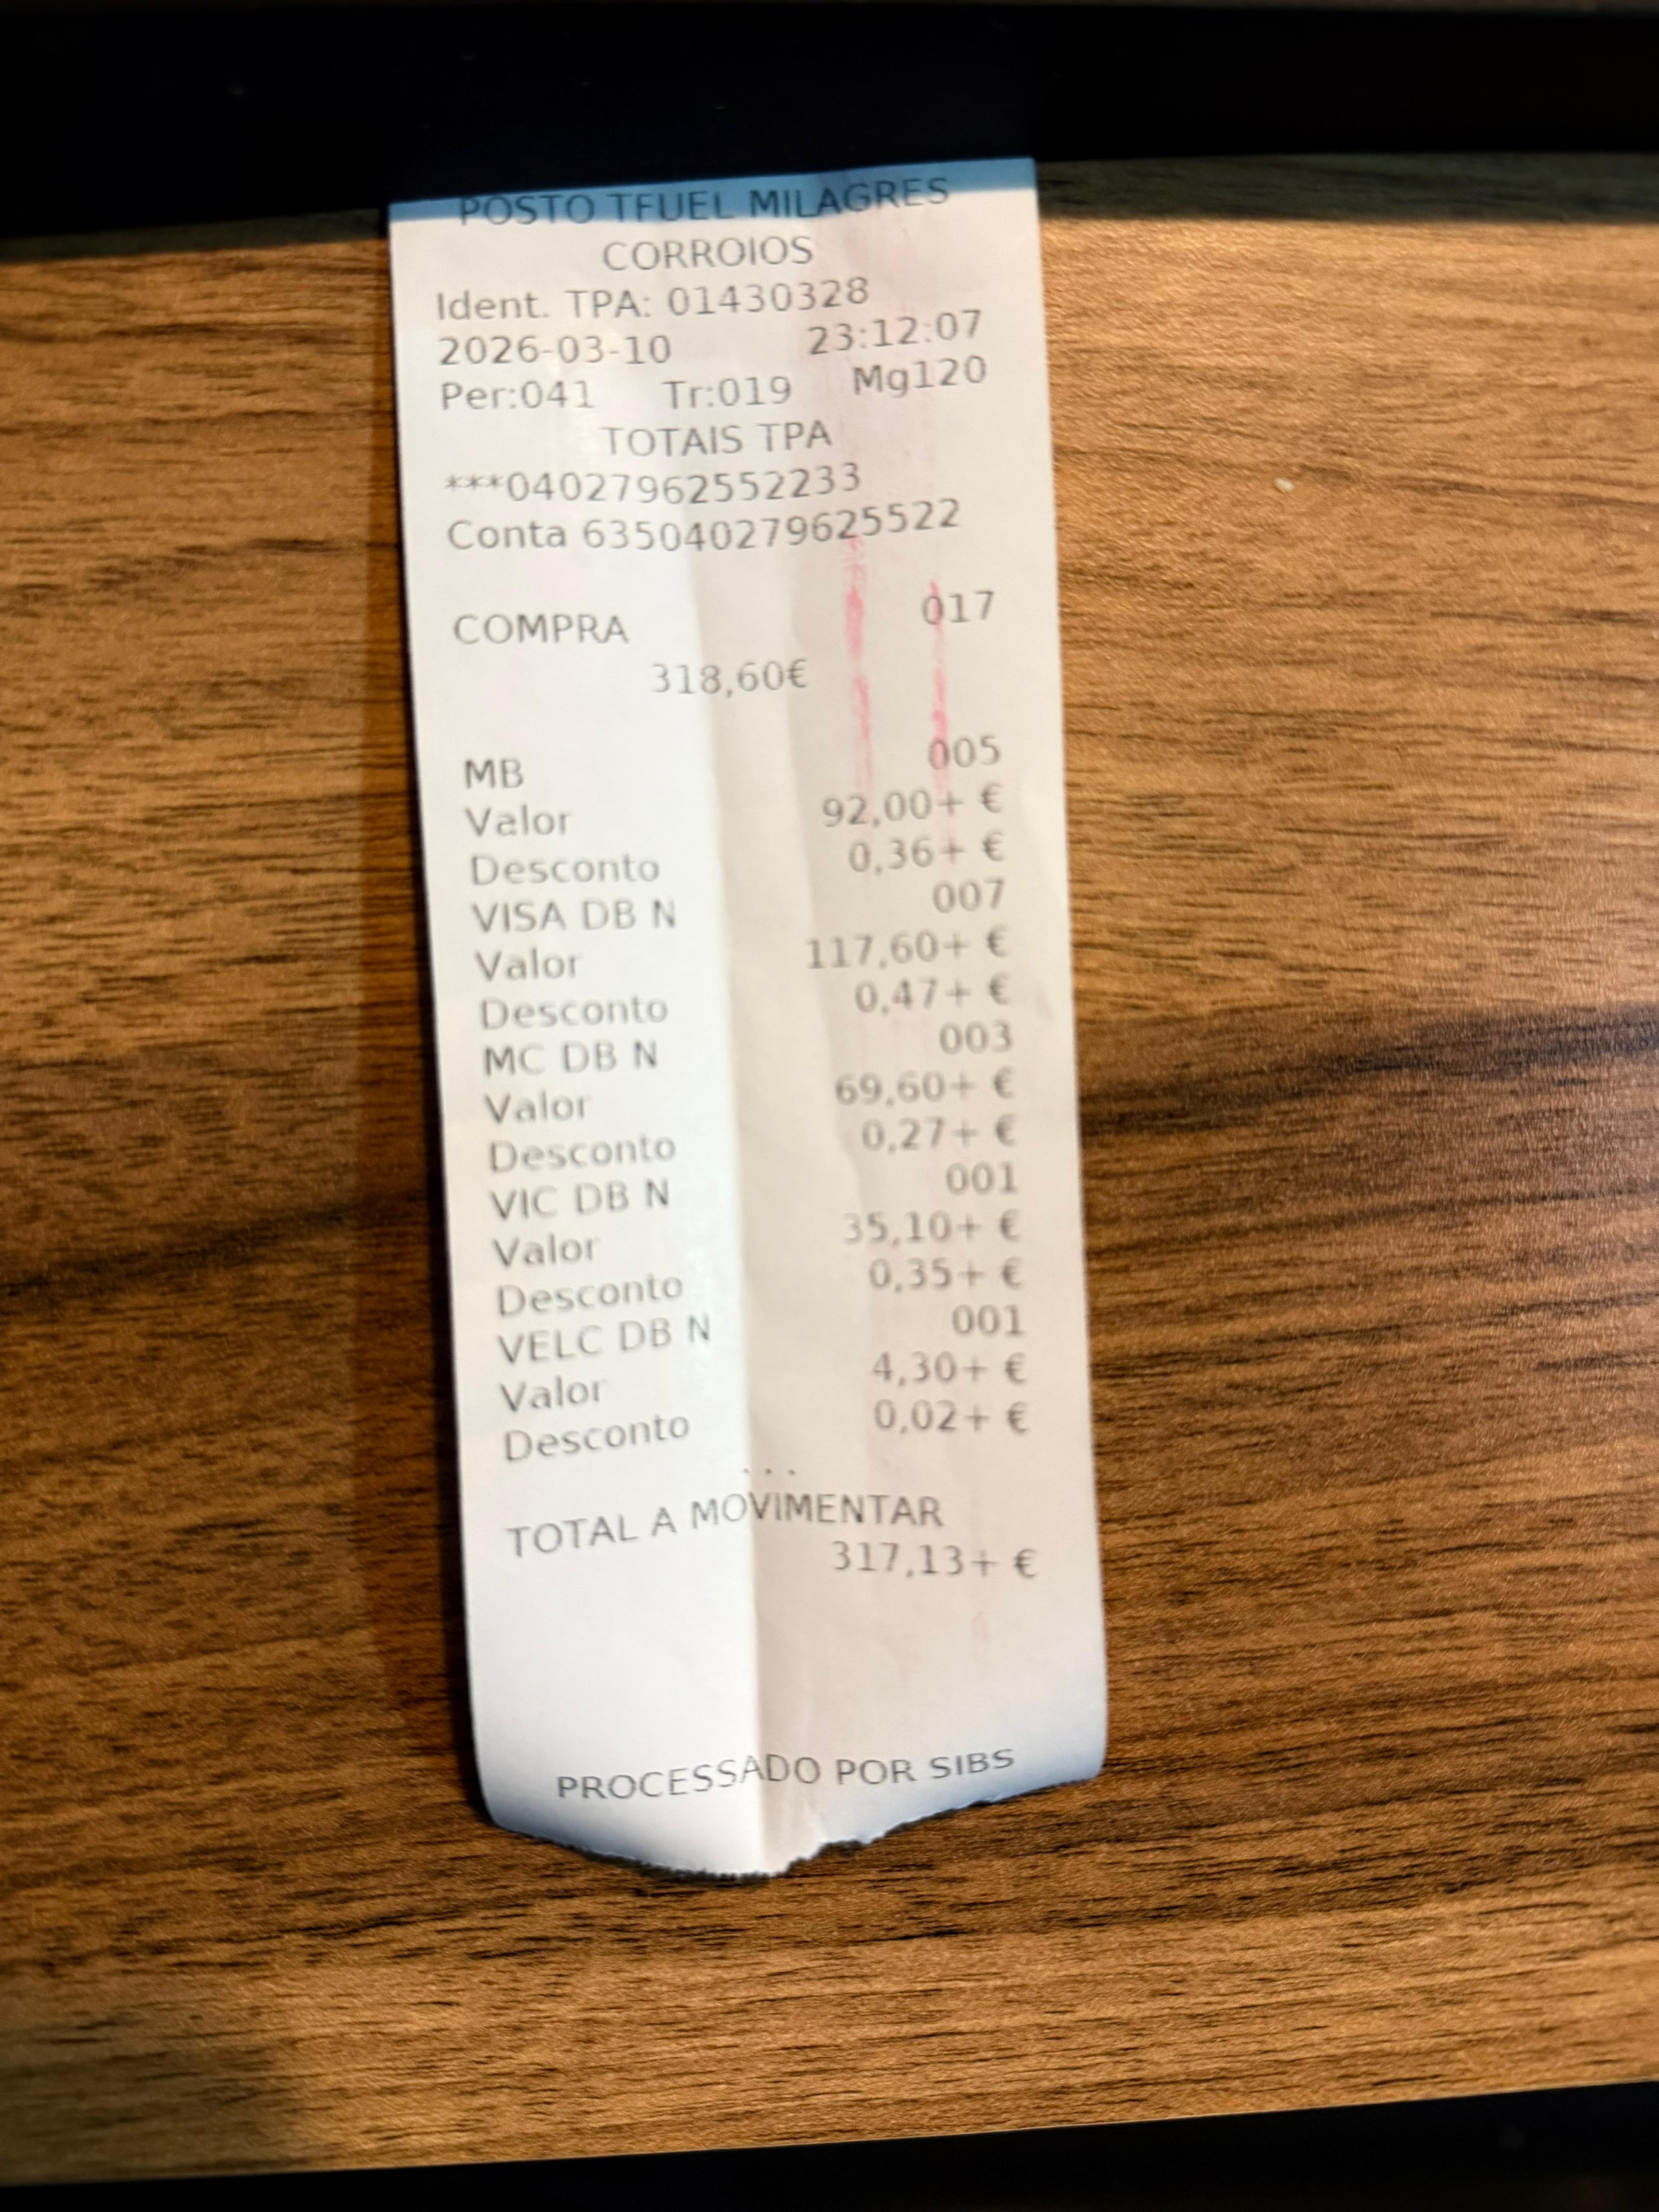 POSTO TFUEL MILAGRES
CORROIOS
Ident. TPA: 01430328
2026-03-10 23:12:07
Per:041 Tr:019 Mg120
TOTAIS TPA
***04027962552233
Conta 635040279625522
COMPRA 017
318,60€
MB 005
Valor 92,00+ €
Desconto 0,36+ €
VISA DB N 007
Valor 117,60+ €
Desconto 0,47+ €
MC DB N 003
Valor 69,60+ €
Desconto 0,27+ €
VIC DB N 001
Valor 35,10+ €
Desconto 0,35+ €
VELC DB N 001
Valor 4,30+ €
Desconto 0,02+ €
...
TOTAL A MOVIMENTAR
317,13+ €
PROCESSADO POR SIBS